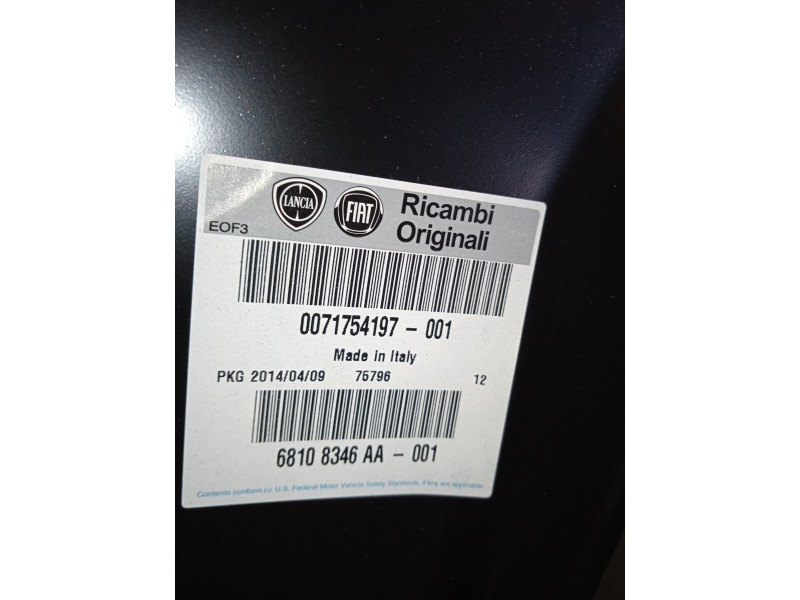 LANCIA FIAT Ricambi
Originali
EOF3
0071754197 - 001
Made in Italy
PKG 2014/04/09 75796 12
6810 8346 AA - 001
Contents conform to/ U.S. Federal Motor Vehicle Safety Standards, if any are applicable.